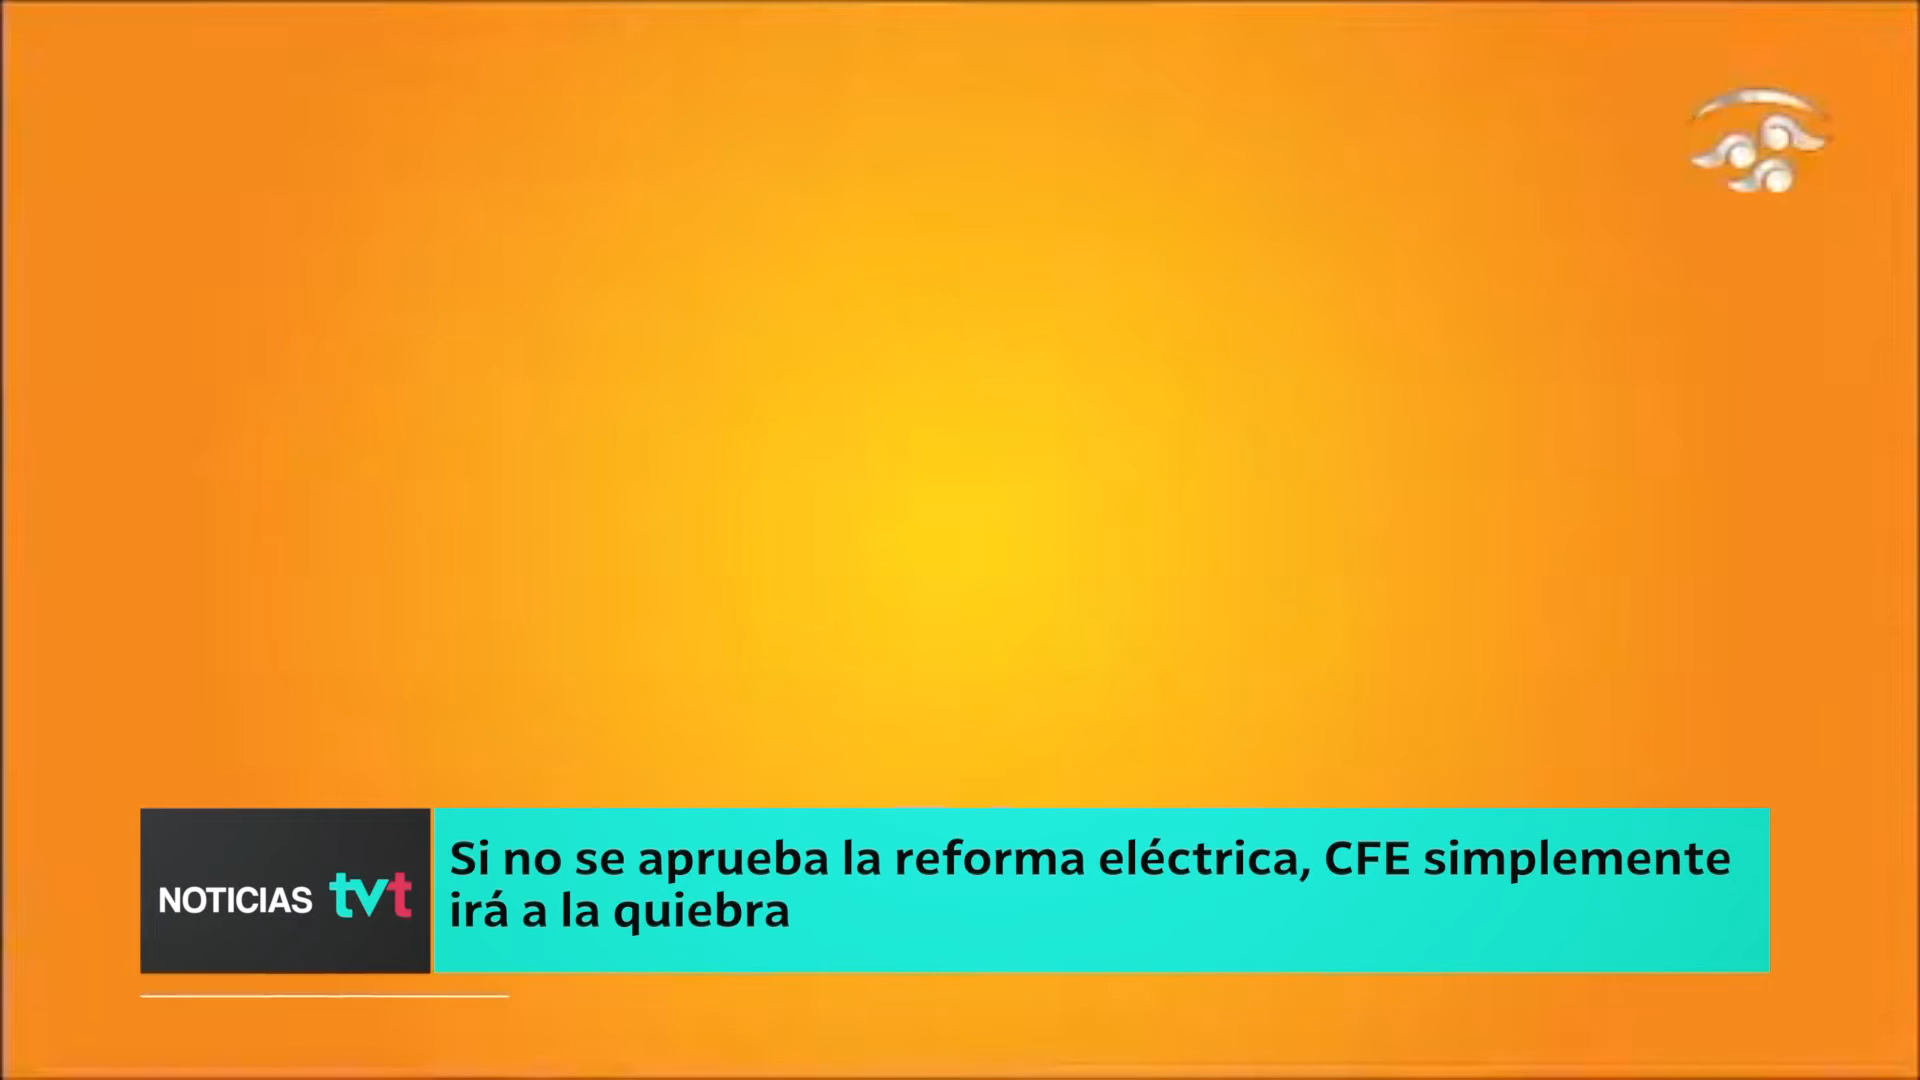 NOTICIAS tvt
Si no se aprueba la reforma eléctrica, CFE simplemente
irá a la quiebra